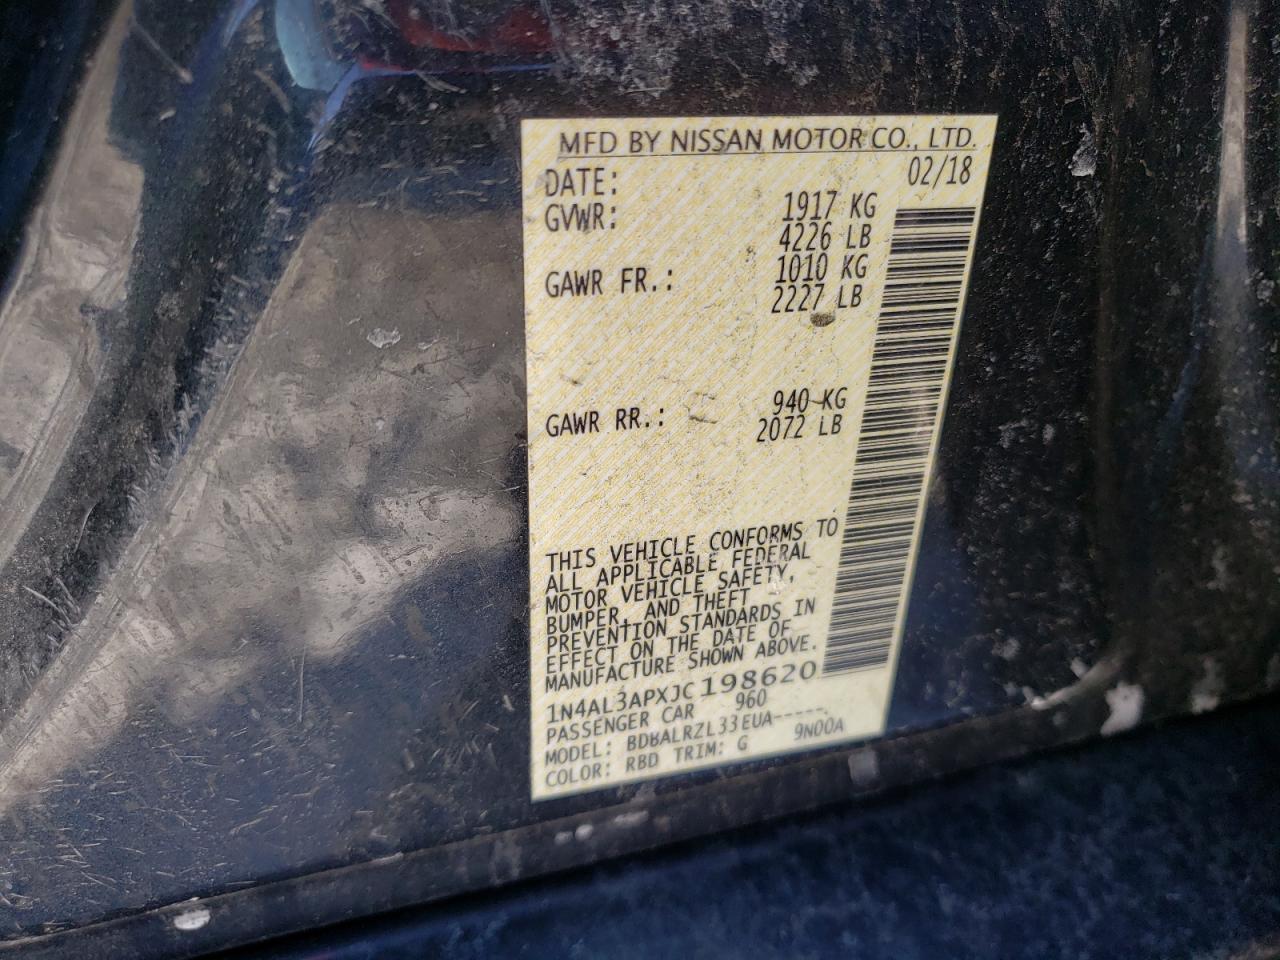 MFD BY NISSAN MOTOR CO., LTD.
DATE: 02/18
GVWR: 1917 KG
4226 LB
GAWR FR.: 1010 KG
2227 LB
GAWR RR.: 940 KG
2072 LB
THIS VEHICLE CONFORMS TO
ALL APPLICABLE FEDERAL
MOTOR VEHICLE SAFETY,
BUMPER, AND THEFT
PREVENTION STANDARDS IN
EFFECT ON THE DATE OF
MANUFACTURE SHOWN ABOVE.
1N4AL3APXJC198620
PASSENGER CAR 960
MODEL: BDBALRZL33EUA-----
COLOR: RBD TRIM: G 9N00A